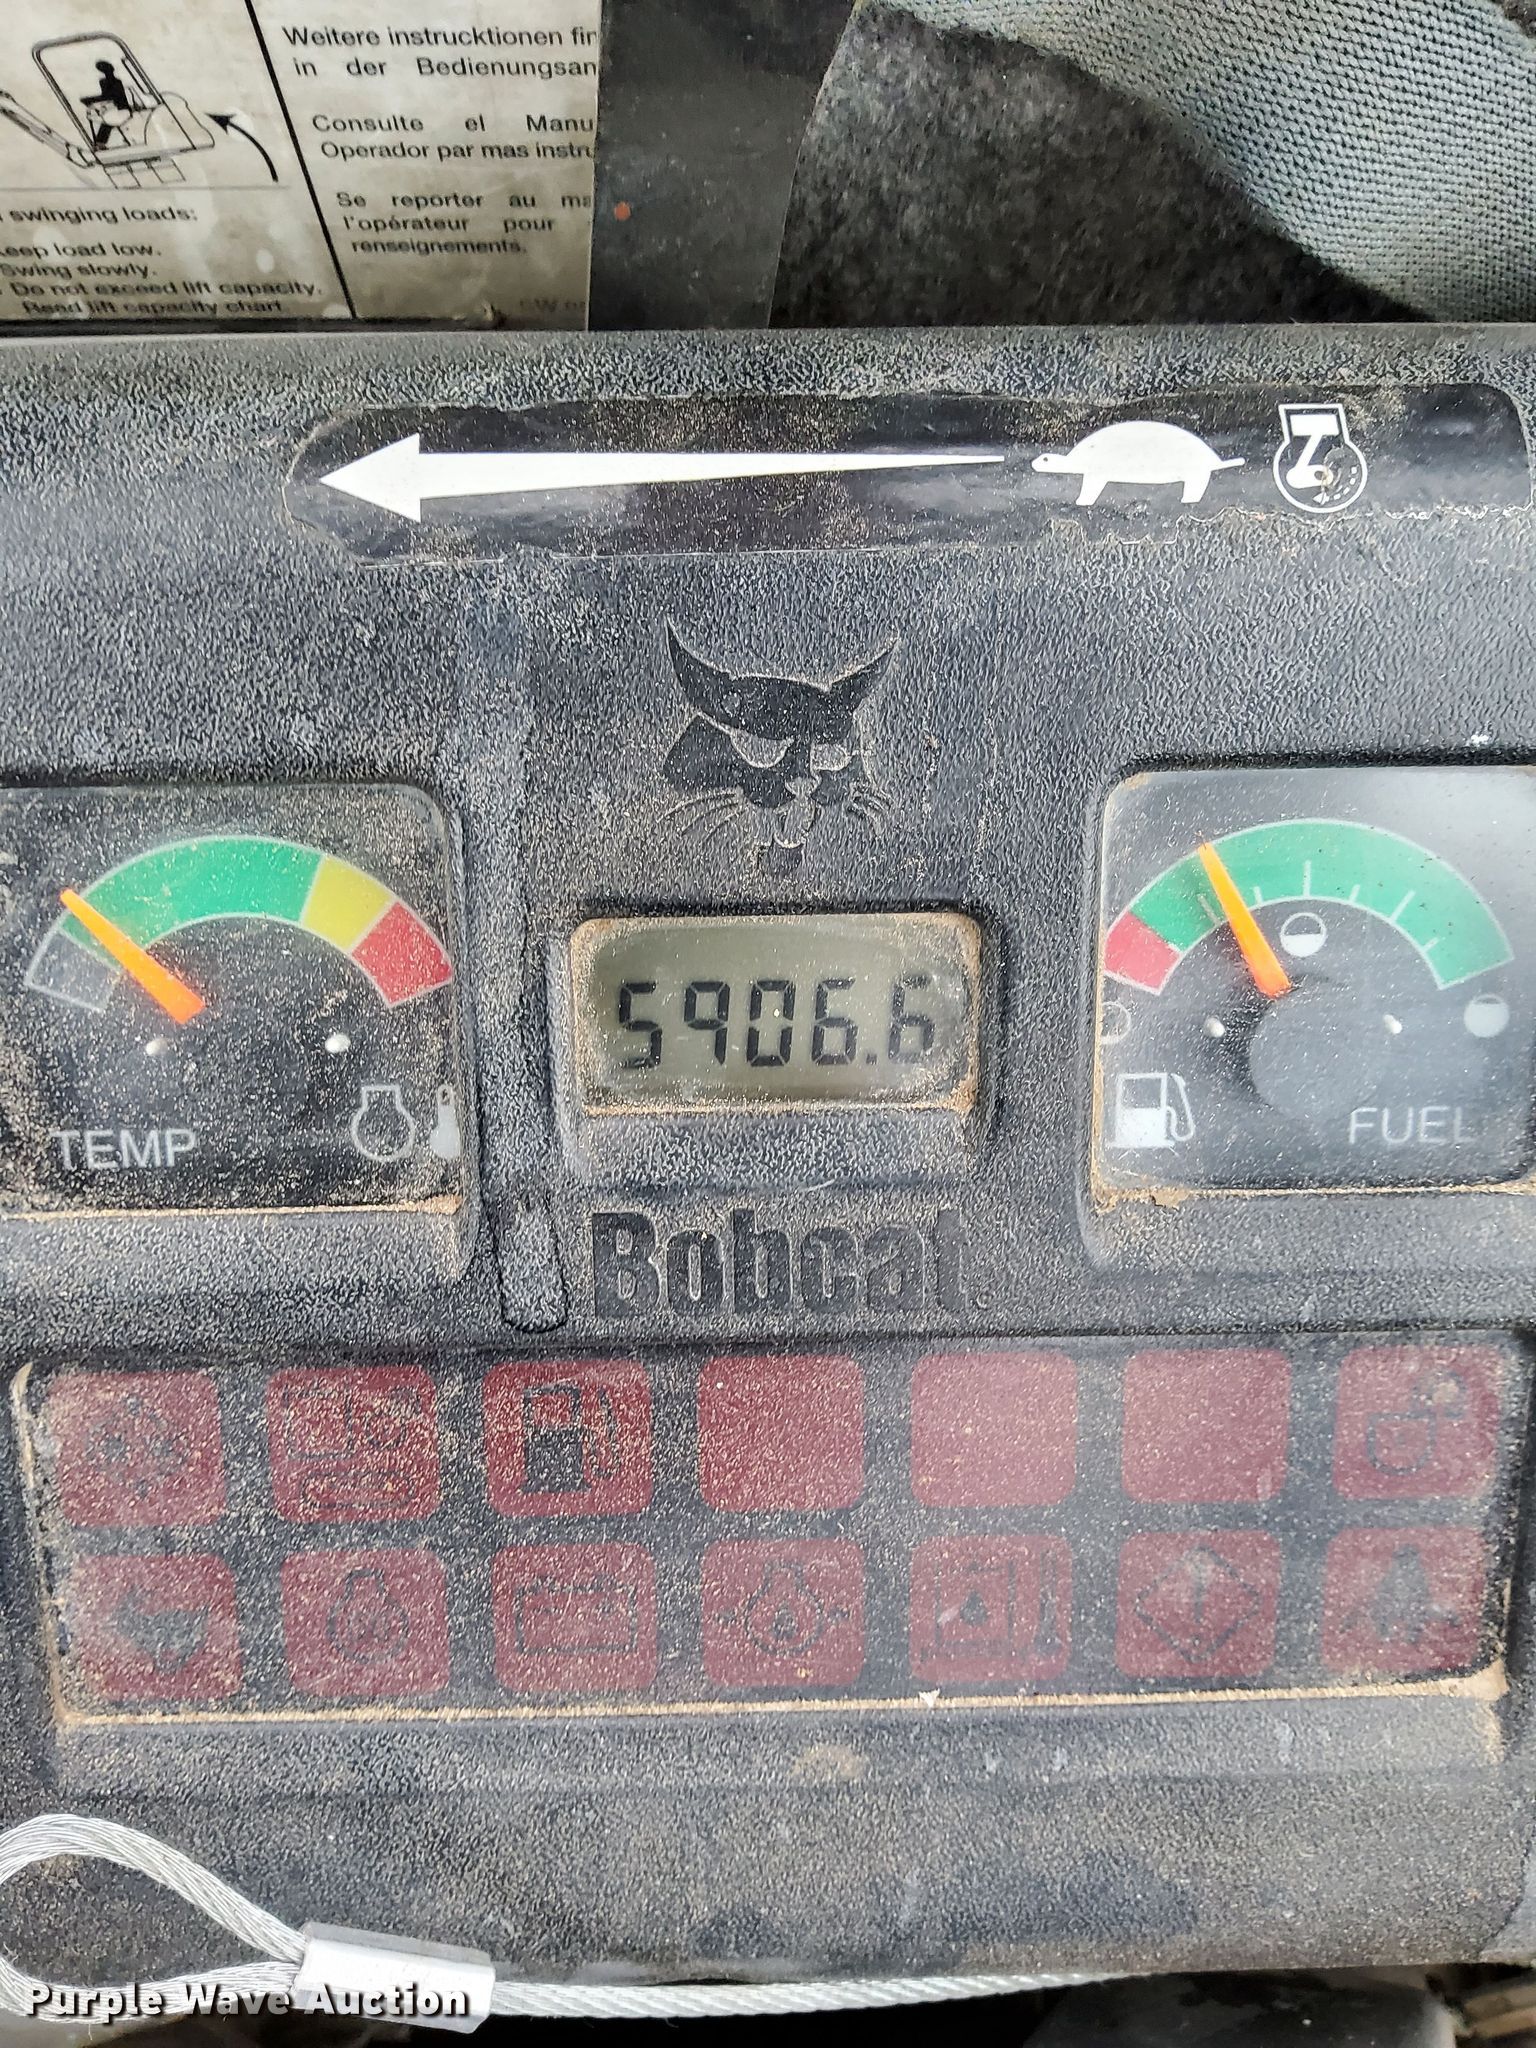 Weitere instrucktionen fin
in der Bedienungsan
Consulte el Manu
Operador par mas instru
Se reporter au ma
l'opérateur pour
renseignements.
swinging loads:
Keep load low.
Swing slowly.
Do not exceed lift capacity.
Read lift capacity chart
5906.6
TEMP
FUEL
Bobcat
Purple Wave Auction